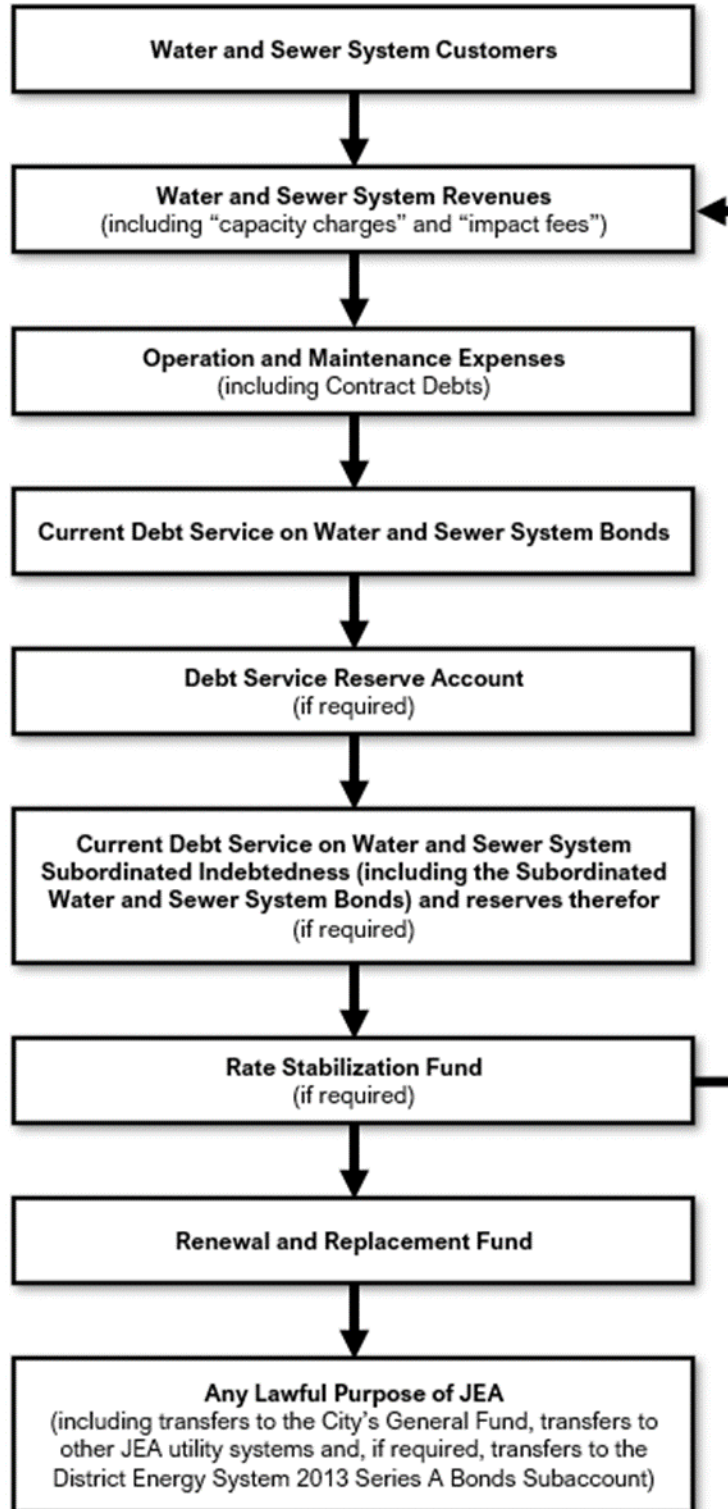 Water and Sewer System Customers
Water and Sewer System Revenues
(including “capacity charges” and “impact fees”)
Operation and Maintenance Expenses
(including Contract Debts)
Current Debt Service on Water and Sewer System Bonds
Debt Service Reserve Account
(if required)
Current Debt Service on Water and Sewer System
Subordinated Indebtedness (including the Subordinated
Water and Sewer System Bonds) and reserves therefor
(if required)
Rate Stabilization Fund
(if required)
Renewal and Replacement Fund
Any Lawful Purpose of JEA
(including transfers to the City’s General Fund, transfers to
other JEA utility systems and, if required, transfers to the
District Energy System 2013 Series A Bonds Subaccount)